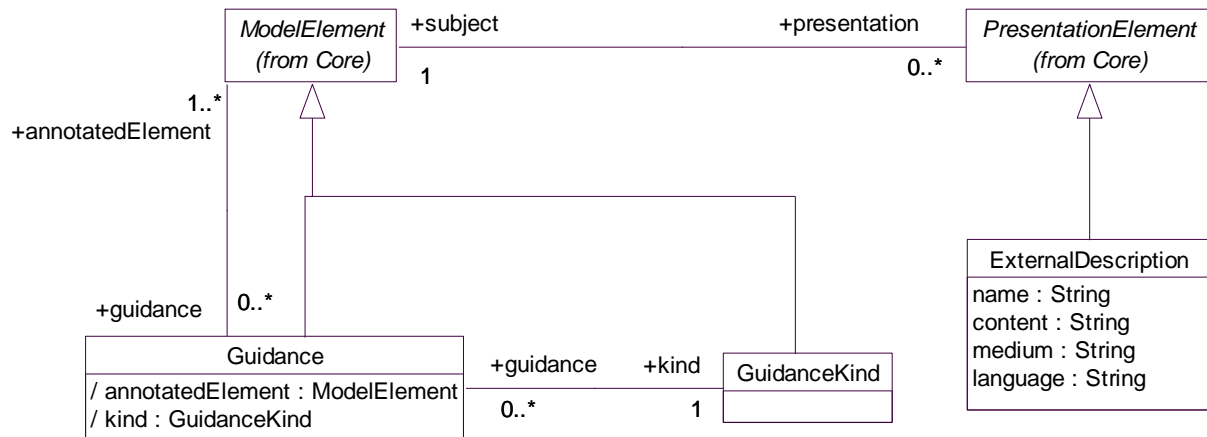 ModelElement
(from Core)
+subject
1
+presentation
0..*
PresentationElement
(from Core)
1..*
+annotatedElement
+guidance
0..*
Guidance
/ annotatedElement : ModelElement
/ kind : GuidanceKind
+guidance
0..*
+kind
1
GuidanceKind
ExternalDescription
name : String
content : String
medium : String
language : String